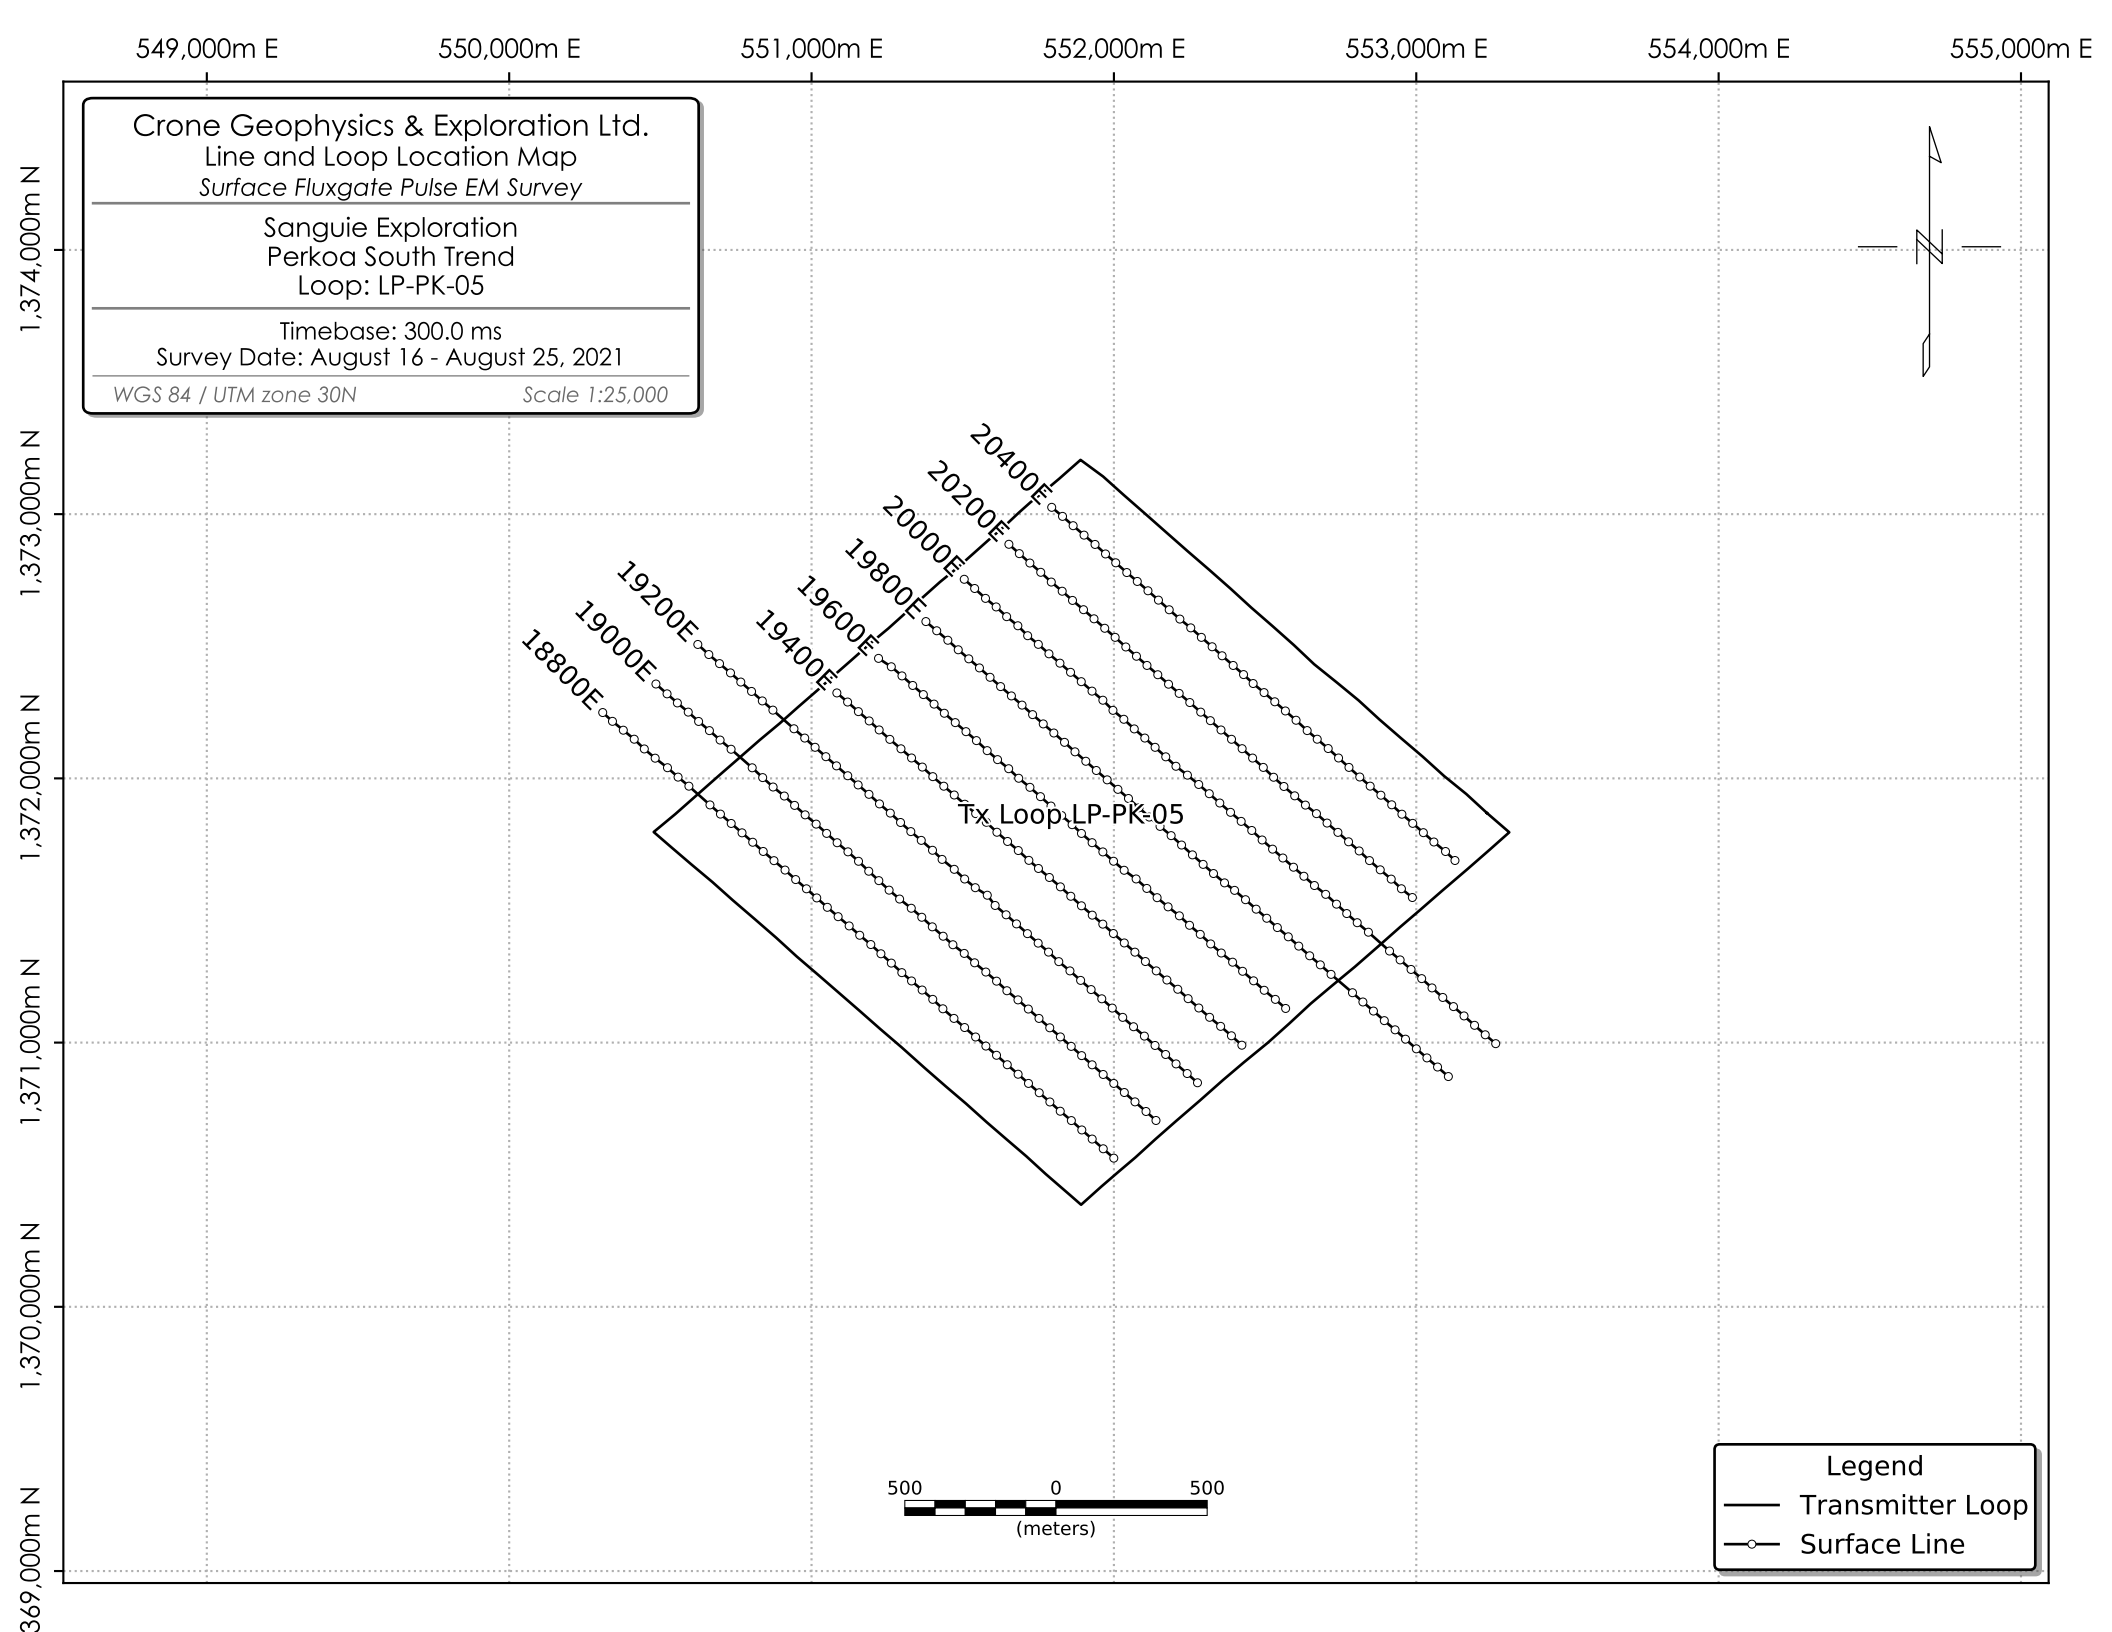 549,000m E 550,000m E 551,000m E 552,000m E 553,000m E 554,000m E 555,000m E
Crone Geophysics & Exploration Ltd.
Line and Loop Location Map
Surface Fluxgate Pulse EM Survey
Sanguie Exploration
Perkoa South Trend
Loop: LP-PK-05
Timebase: 300.0 ms
Survey Date: August 16 - August 25, 2021
WGS 84 / UTM zone 30N Scale 1:25,000
N
1,374,000m N
1,373,000m N
1,372,000m N
1,371,000m N
1,370,000m N
369,000m N
20400E
20200E
20000E
19800E
19600E
19400E
19200E
19000E
18800E
Tx Loop LP-PK-05
500 0 500
(meters)
Legend
Transmitter Loop
Surface Line